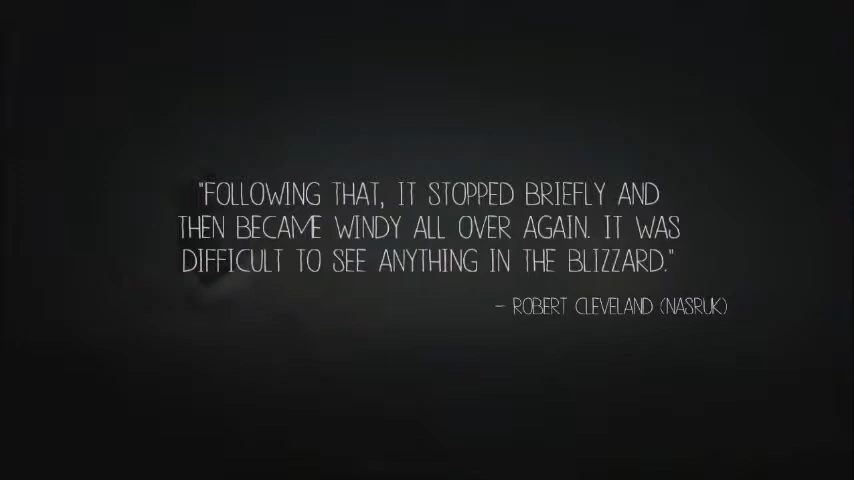 "FOLLOWING THAT, IT STOPPED BRIEFLY AND
THEN BECAME WINDY ALL OVER AGAIN. IT WAS
DIFFICULT TO SEE ANYTHING IN THE BLIZZARD."
- ROBERT CLEVELAND (NASRUK)